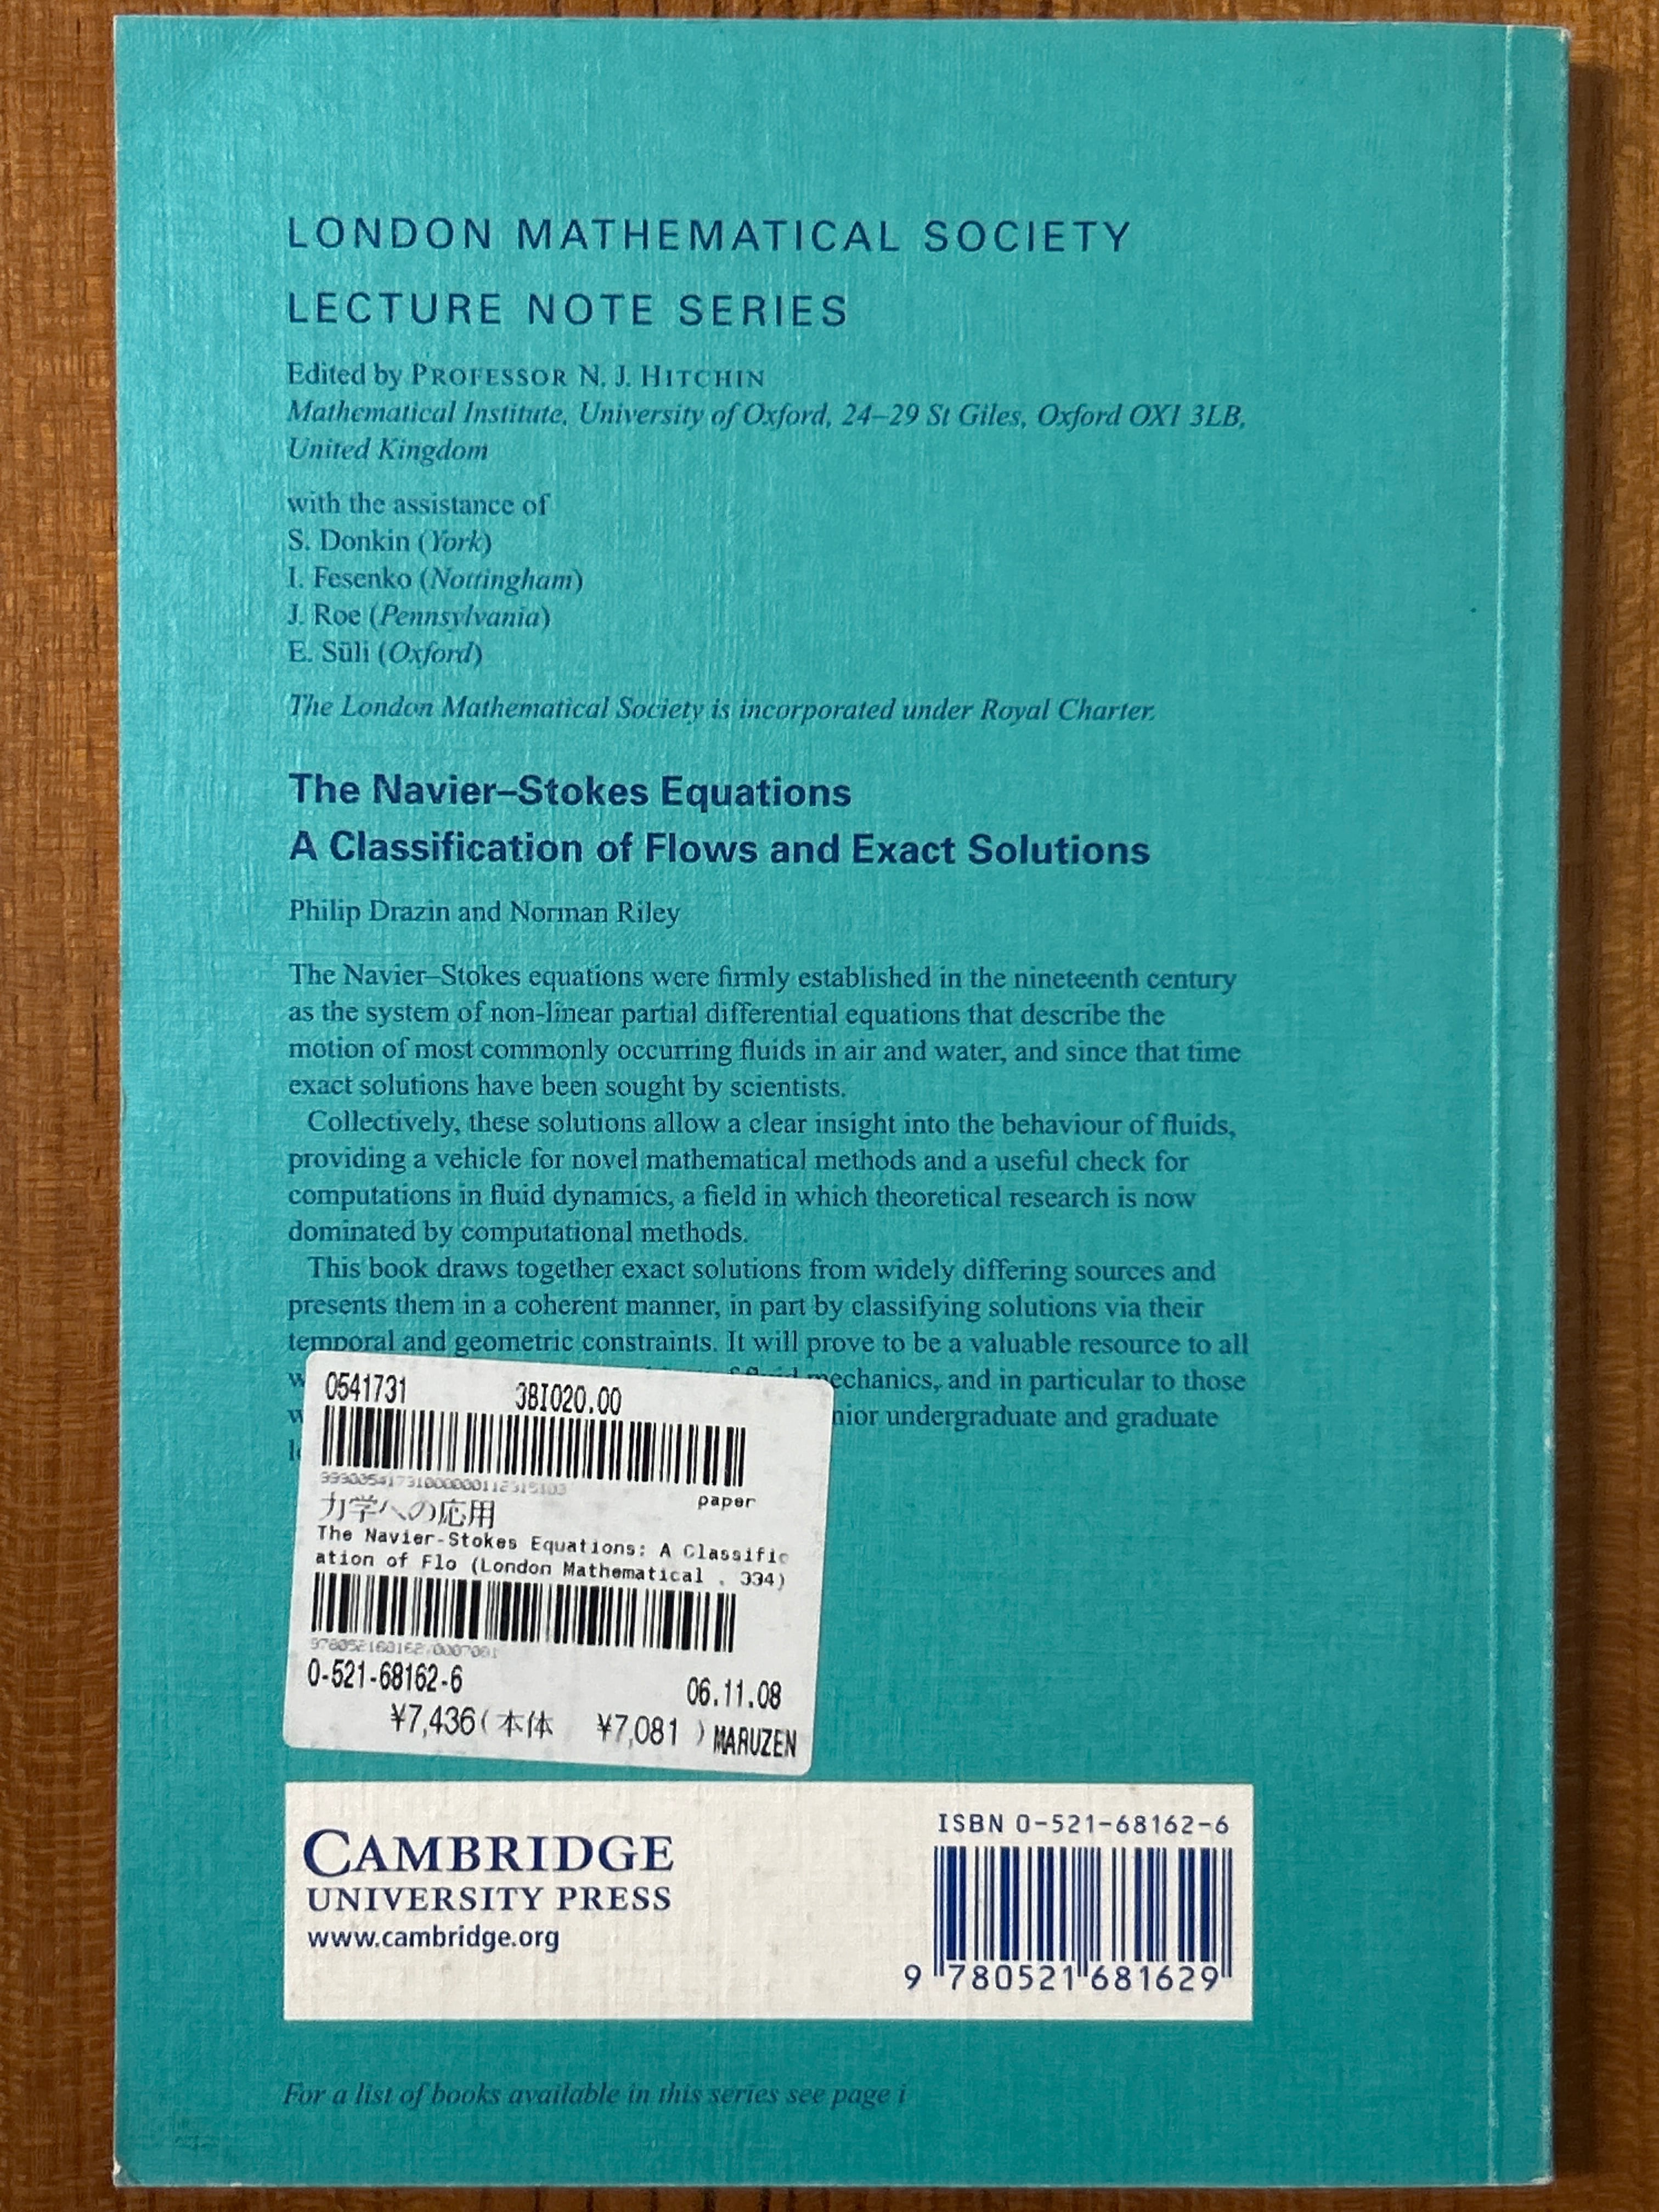 LONDON MATHEMATICAL SOCIETY
LECTURE NOTE SERIES
Edited by PROFESSOR N. J. HITCHIN
Mathematical Institute, University of Oxford, 24–29 St Giles, Oxford OX1 3LB,
United Kingdom
with the assistance of
S. Donkin (York)
I. Fesenko (Nottingham)
J. Roe (Pennsylvania)
E. Süli (Oxford)
The London Mathematical Society is incorporated under Royal Charter.
The Navier–Stokes Equations
A Classification of Flows and Exact Solutions
Philip Drazin and Norman Riley
The Navier–Stokes equations were firmly established in the nineteenth century
as the system of non-linear partial differential equations that describe the
motion of most commonly occurring fluids in air and water, and since that time
exact solutions have been sought by scientists.
Collectively, these solutions allow a clear insight into the behaviour of fluids,
providing a vehicle for novel mathematical methods and a useful check for
computations in fluid dynamics, a field in which theoretical research is now
dominated by computational methods.
This book draws together exact solutions from widely differing sources and
presents them in a coherent manner, in part by classifying solutions via their
temporal and geometric constraints. It will prove to be a valuable resource to all
mechanics, and in particular to those
undergraduate and graduate
0541731 38I020.00
paper
力学への応用
The Navier-Stokes Equations: A Classific
ation of Flo (London Mathematical . 334)
0-521-68162-6
06.11.08
¥7,436(本体 ¥7,081 ) MARUZEN
CAMBRIDGE
UNIVERSITY PRESS
www.cambridge.org
ISBN 0-521-68162-6
9 780521 681629
For a list of books available in this series see page i